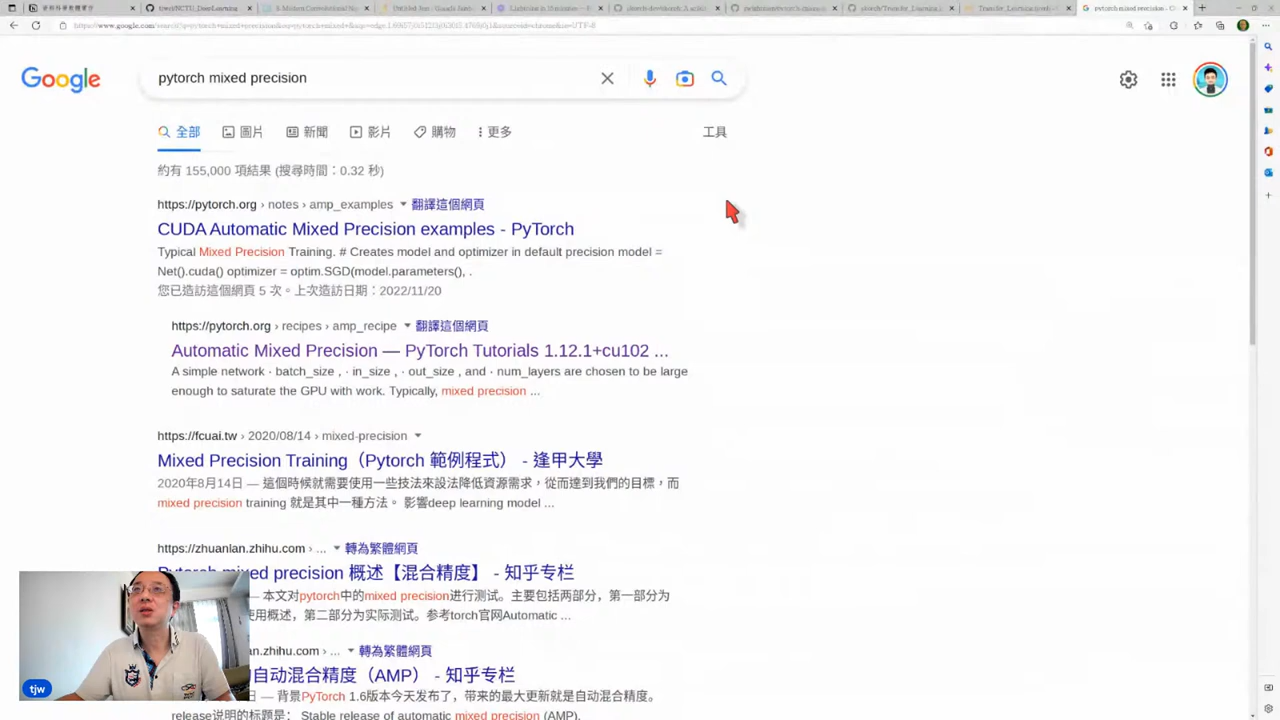 Google
pytorch mixed precision
全部
圖片
新聞
影片
購物
更多
工具
約有 155,000 項結果 (搜尋時間：0.32 秒)
https://pytorch.org › notes › amp_examples 翻譯這個網頁
CUDA Automatic Mixed Precision examples - PyTorch
Typical Mixed Precision Training. # Creates model and optimizer in default precision model =
Net().cuda() optimizer = optim.SGD(model.parameters(), .
您已造訪這個網頁 5 次。上次造訪日期：2022/11/20
https://pytorch.org › recipes › amp_recipe 翻譯這個網頁
Automatic Mixed Precision — PyTorch Tutorials 1.12.1+cu102 ...
A simple network · batch_size , · in_size , · out_size , and · num_layers are chosen to be large
enough to saturate the GPU with work. Typically, mixed precision ...
https://fcuai.tw › 2020/08/14 › mixed-precision
Mixed Precision Training（Pytorch 範例程式） - 逢甲大學
2020年8月14日 — 這個時候就需要使用一些技法來設法降低資源需求，從而達到我們的目標，而
mixed precision training 就是其中一種方法。 影響deep learning model ...
https://zhuanlan.zhihu.com › ... 轉為繁體網頁
Pytorch mixed precision 概述【混合精度】 - 知乎专栏
— 本文对pytorch中的mixed precision进行测试。主要包括两部分，第一部分为
使用概述，第二部分为实际测试。参考torch官网Automatic ...
an.zhihu.com › ... 轉為繁體網頁
自动混合精度（AMP） - 知乎专栏
日 — 背景PyTorch 1.6版本今天发布了，带来的最大更新就是自动混合精度。
release说明的标题是： Stable release of automatic mixed precision (AMP).
tjw